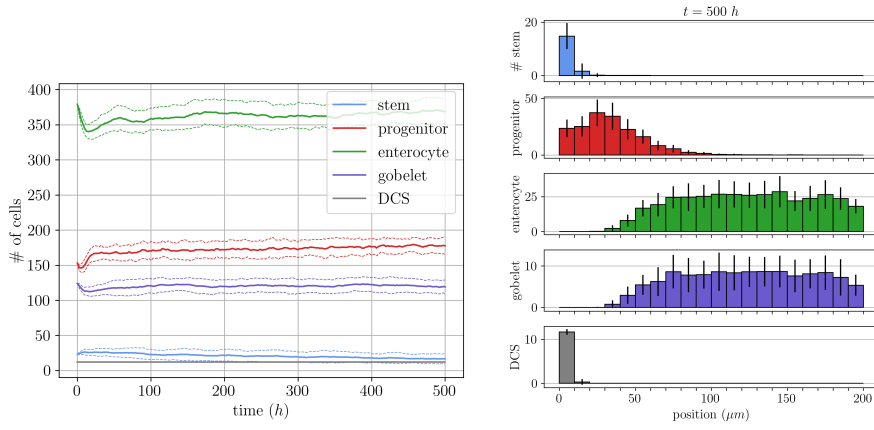 400
350
300
250
200
150
100
50
0
# of cells
0 100 200 300 400 500
time (h)
stem
progenitor
enterocyte
gobelet
DCS
t = 500 h
20
0
# stem
50
0
progenitor
25
0
enterocyte
10
0
gobelet
10
0
DCS
0 50 100 150 200
position (μm)